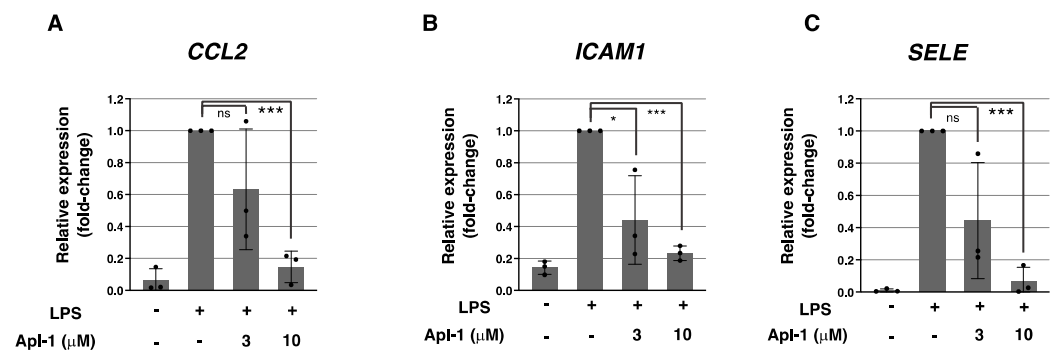 A
CCL2
Relative expression
(fold-change)
1.2
1.0
0.8
0.6
0.4
0.2
0.0
ns
***
LPS - + + +
Apl-1 (μM) - - 3 10
B
ICAM1
Relative expression
(fold-change)
1.2
1.0
0.8
0.6
0.4
0.2
0.0
*
***
LPS - + + +
Apl-1 (μM) - - 3 10
C
SELE
Relative expression
(fold-change)
1.2
1.0
0.8
0.6
0.4
0.2
0.0
ns
***
LPS - + + +
Apl-1 (μM) - - 3 10